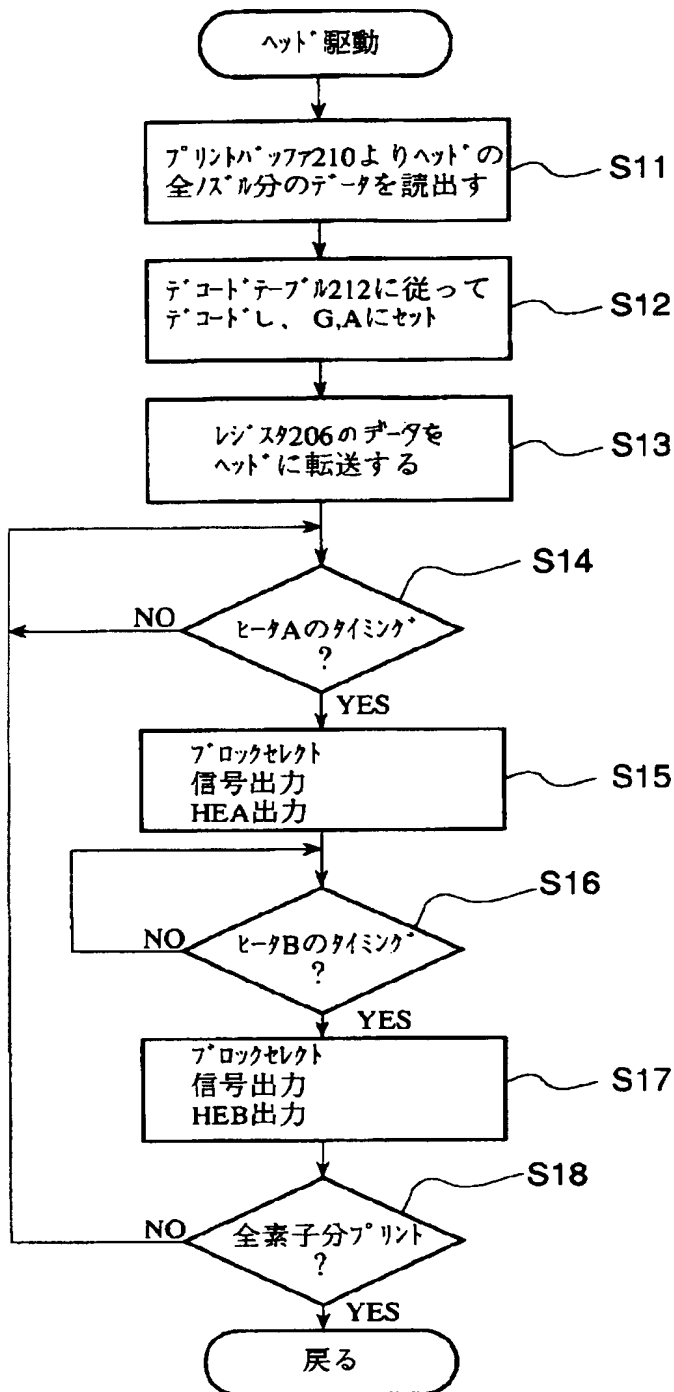 ヘッド駆動
プリントバッファ210よりヘッドの
全ノズル分のデータを読出す
S11
デコードテーブル212に従って
デコードし、G,Aにセット
S12
レジスタ206のデータを
ヘッドに転送する
S13
S14
NO
ヒータAのタイミング
?
YES
ブロックセレクト
信号出力
HEA出力
S15
S16
NO
ヒータBのタイミング
?
YES
ブロックセレクト
信号出力
HEB出力
S17
S18
NO
全素子分プリント
?
YES
戻る